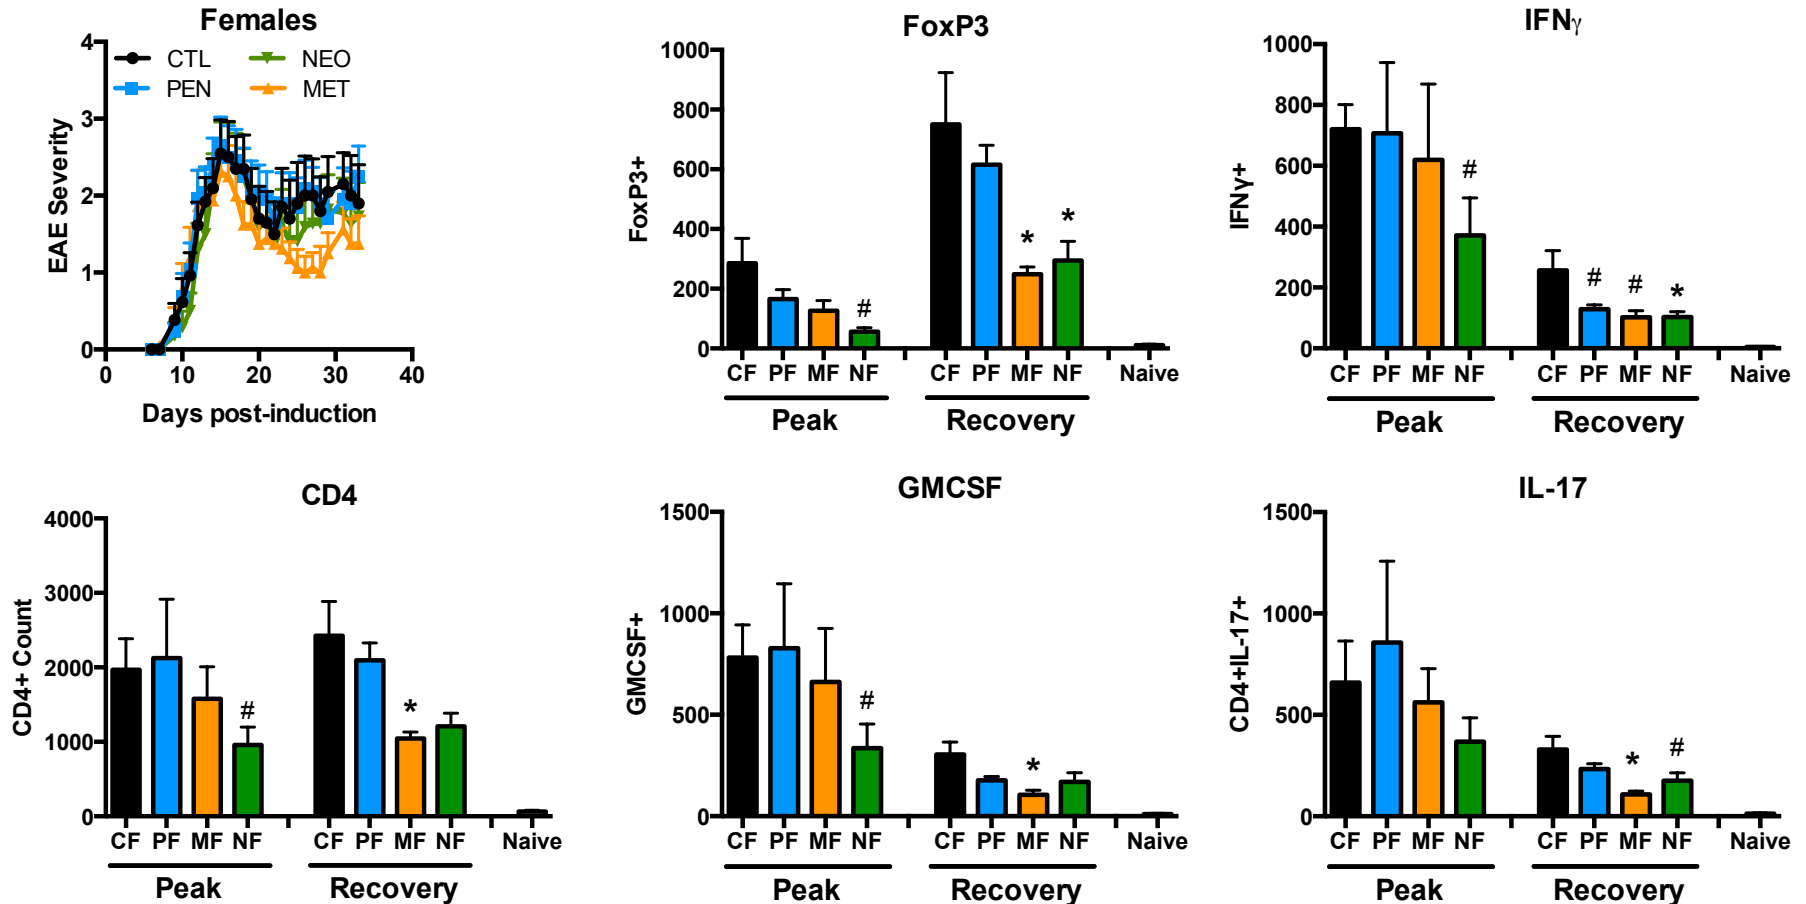 Females
4
3
2
1
0
EAE Severity
CTL NEO
PEN MET
0 10 20 30 40
Days post-induction
FoxP3
1000
800
600
400
200
0
FoxP3+
#
*
*
CF PF MF NF CF PF MF NF Naive
Peak Recovery
IFNγ
1000
800
600
400
200
0
IFNγ+
#
# # *
CF PF MF NF CF PF MF NF Naive
Peak Recovery
CD4
4000
3000
2000
1000
0
CD4+ Count
#
*
CF PF MF NF CF PF MF NF Naive
Peak Recovery
GMCSF
1500
1000
500
0
GMCSF+
#
*
CF PF MF NF CF PF MF NF Naive
Peak Recovery
IL-17
1500
1000
500
0
CD4+IL-17+
* #
CF PF MF NF CF PF MF NF Naive
Peak Recovery